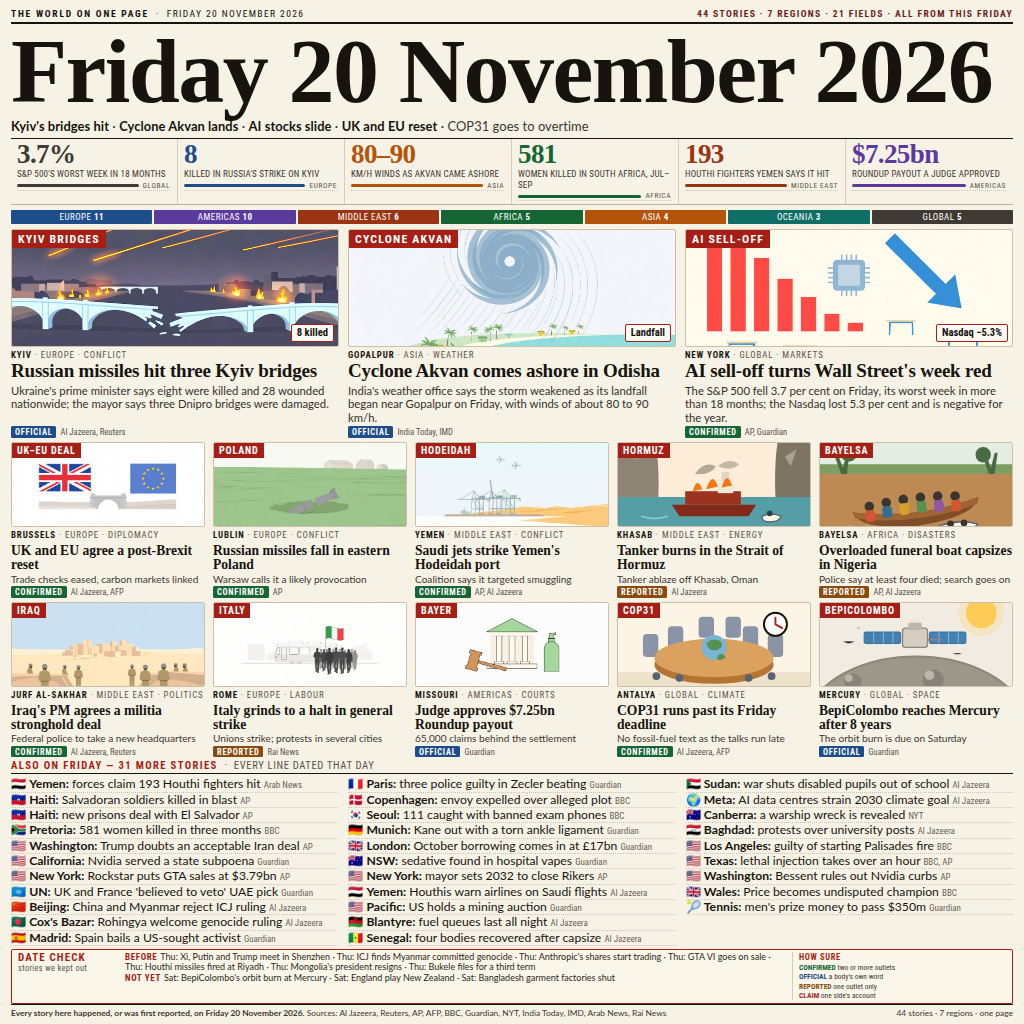 THE WORLD ON ONE PAGE · FRIDAY 20 NOVEMBER 2026
44 STORIES · 7 REGIONS · 21 FIELDS · ALL FROM THIS FRIDAY
Friday 20 November 2026
Kyiv's bridges hit · Cyclone Akvan lands · AI stocks slide · UK and EU reset · COP31 goes to overtime
3.7%
S&P 500'S WORST WEEK IN 18 MONTHS
GLOBAL
8
KILLED IN RUSSIA'S STRIKE ON KYIV
EUROPE
80–90
KM/H WINDS AS AKVAN CAME ASHORE
ASIA
581
WOMEN KILLED IN SOUTH AFRICA, JUL–
SEP
AFRICA
193
HOUTHI FIGHTERS YEMEN SAYS IT HIT
MIDDLE EAST
$7.25bn
ROUNDUP PAYOUT A JUDGE APPROVED
AMERICAS
EUROPE 11
AMERICAS 10
MIDDLE EAST 6
AFRICA 5
ASIA 4
OCEANIA 3
GLOBAL 5
KYIV BRIDGES
8 killed
KYIV · EUROPE · CONFLICT
Russian missiles hit three Kyiv bridges
Ukraine's prime minister says eight were killed and 28 wounded
nationwide; the mayor says three Dnipro bridges were damaged.
OFFICIAL Al Jazeera, Reuters
CYCLONE AKVAN
Landfall
GOPALPUR · ASIA · WEATHER
Cyclone Akvan comes ashore in Odisha
India's weather office says the storm weakened as its landfall
began near Gopalpur on Friday, with winds of about 80 to 90
km/h.
OFFICIAL India Today, IMD
AI SELL-OFF
Nasdaq −5.3%
NEW YORK · GLOBAL · MARKETS
AI sell-off turns Wall Street's week red
The S&P 500 fell 3.7 per cent on Friday, its worst week in more
than 18 months; the Nasdaq lost 5.3 per cent and is negative for
the year.
CONFIRMED AP, Guardian
UK–EU DEAL
BRUSSELS · EUROPE · DIPLOMACY
UK and EU agree a post-Brexit
reset
Trade checks eased, carbon markets linked
CONFIRMED Al Jazeera, AFP
POLAND
LUBLIN · EUROPE · CONFLICT
Russian missiles fall in eastern
Poland
Warsaw calls it a likely provocation
CONFIRMED AP
HODEIDAH
YEMEN · MIDDLE EAST · CONFLICT
Saudi jets strike Yemen's
Hodeidah port
Coalition says it targeted smuggling
CONFIRMED AP, Al Jazeera
HORMUZ
KHASAB · MIDDLE EAST · ENERGY
Tanker burns in the Strait of
Hormuz
Tanker ablaze off Khasab, Oman
REPORTED Al Jazeera
BAYELSA
BAYELSA · AFRICA · DISASTERS
Overloaded funeral boat capsizes
in Nigeria
Police say at least four died; search goes on
REPORTED AP, Al Jazeera
IRAQ
JURF AL-SAKHAR · MIDDLE EAST · POLITICS
Iraq's PM agrees a militia
stronghold deal
Federal police to take a new headquarters
CONFIRMED Al Jazeera, Reuters
ITALY
ROME · EUROPE · LABOUR
Italy grinds to a halt in general
strike
Unions strike; protests in several cities
REPORTED Rai News
BAYER
MISSOURI · AMERICAS · COURTS
Judge approves $7.25bn
Roundup payout
65,000 claims behind the settlement
OFFICIAL Guardian
COP31
ANTALYA · GLOBAL · CLIMATE
COP31 runs past its Friday
deadline
No fossil-fuel text as the talks run late
CONFIRMED Al Jazeera, AFP
BEPICOLOMBO
MERCURY · GLOBAL · SPACE
BepiColombo reaches Mercury
after 8 years
The orbit burn is due on Saturday
OFFICIAL Guardian
ALSO ON FRIDAY — 31 MORE STORIES · EVERY LINE DATED THAT DAY
Yemen: forces claim 193 Houthi fighters hit Arab News
Haiti: Salvadoran soldiers killed in blast AP
Haiti: new prisons deal with El Salvador AP
Pretoria: 581 women killed in three months BBC
Washington: Trump doubts an acceptable Iran deal AP
California: Nvidia served a state subpoena Guardian
New York: Rockstar puts GTA sales at $3.79bn AP
UN: UK and France 'believed to veto' UAE pick Guardian
Beijing: China and Myanmar reject ICJ ruling Al Jazeera
Cox's Bazar: Rohingya welcome genocide ruling Al Jazeera
Madrid: Spain bails a US-sought activist Guardian
Paris: three police guilty in Zecler beating Guardian
Copenhagen: envoy expelled over alleged plot BBC
Seoul: 111 caught with banned exam phones BBC
Munich: Kane out with a torn ankle ligament Guardian
London: October borrowing comes in at £17bn Guardian
NSW: sedative found in hospital vapes Guardian
New York: mayor sets 2032 to close Rikers AP
Yemen: Houthis warn airlines on Saudi flights Al Jazeera
Pacific: US holds a mining auction Guardian
Blantyre: fuel queues last all night Al Jazeera
Senegal: four bodies recovered after capsize Al Jazeera
Sudan: war shuts disabled pupils out of school Al Jazeera
Meta: AI data centres strain 2030 climate goal Al Jazeera
Canberra: a warship wreck is revealed NYT
Baghdad: protests over university posts Al Jazeera
Los Angeles: guilty of starting Palisades fire BBC
Texas: lethal injection takes over an hour BBC, AP
Washington: Bessent rules out Nvidia curbs AP
Wales: Price becomes undisputed champion BBC
Tennis: men's prize money to pass $350m Guardian
DATE CHECK
stories we kept out
BEFORE Thu: Xi, Putin and Trump meet in Shenzhen · Thu: ICJ finds Myanmar committed genocide · Thu: Anthropic's shares start trading · Thu: GTA VI goes on sale ·
Thu: Houthi missiles fired at Riyadh · Thu: Mongolia's president resigns · Thu: Bukele files for a third term
NOT YET Sat: BepiColombo's orbit burn at Mercury · Sat: England play New Zealand · Sat: Bangladesh garment factories shut
HOW SURE
CONFIRMED two or more outlets
OFFICIAL a body's own word
REPORTED one outlet only
CLAIM one side's account
Every story here happened, or was first reported, on Friday 20 November 2026. Sources: Al Jazeera, Reuters, AP, AFP, BBC, Guardian, NYT, India Today, IMD, Arab News, Rai News
44 stories · 7 regions · one page